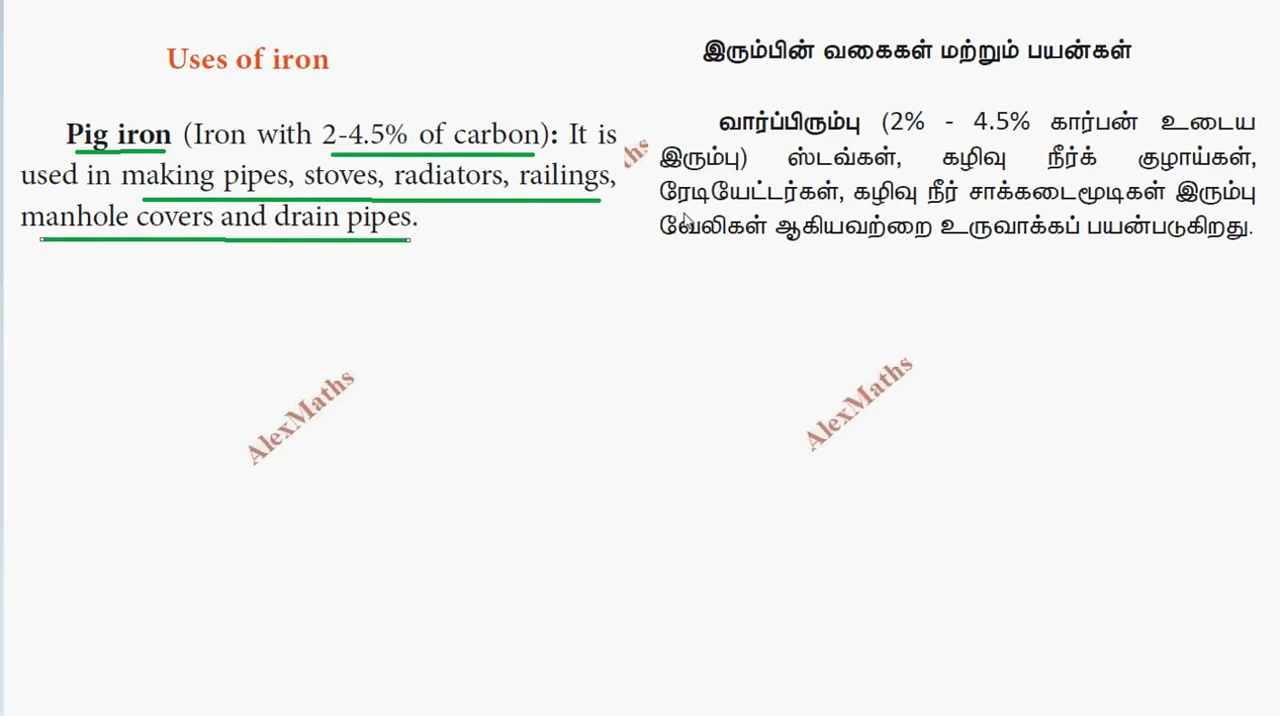 Uses of iron
Pig iron (Iron with 2-4.5% of carbon): It is
used in making pipes, stoves, radiators, railings,
manhole covers and drain pipes.
இரும்பின் வகைகள் மற்றும் பயன்கள்
வார்ப்பிரும்பு (2% - 4.5% கார்பன் உடைய
இரும்பு) ஸ்டவ்கள், கழிவு நீர்க் குழாய்கள்,
ரேடியேட்டர்கள், கழிவு நீர் சாக்கடைமூடிகள் இரும்பு
வேலிகள் ஆகியவற்றை உருவாக்கப் பயன்படுகிறது.
ths
AlexMaths
AlexMaths